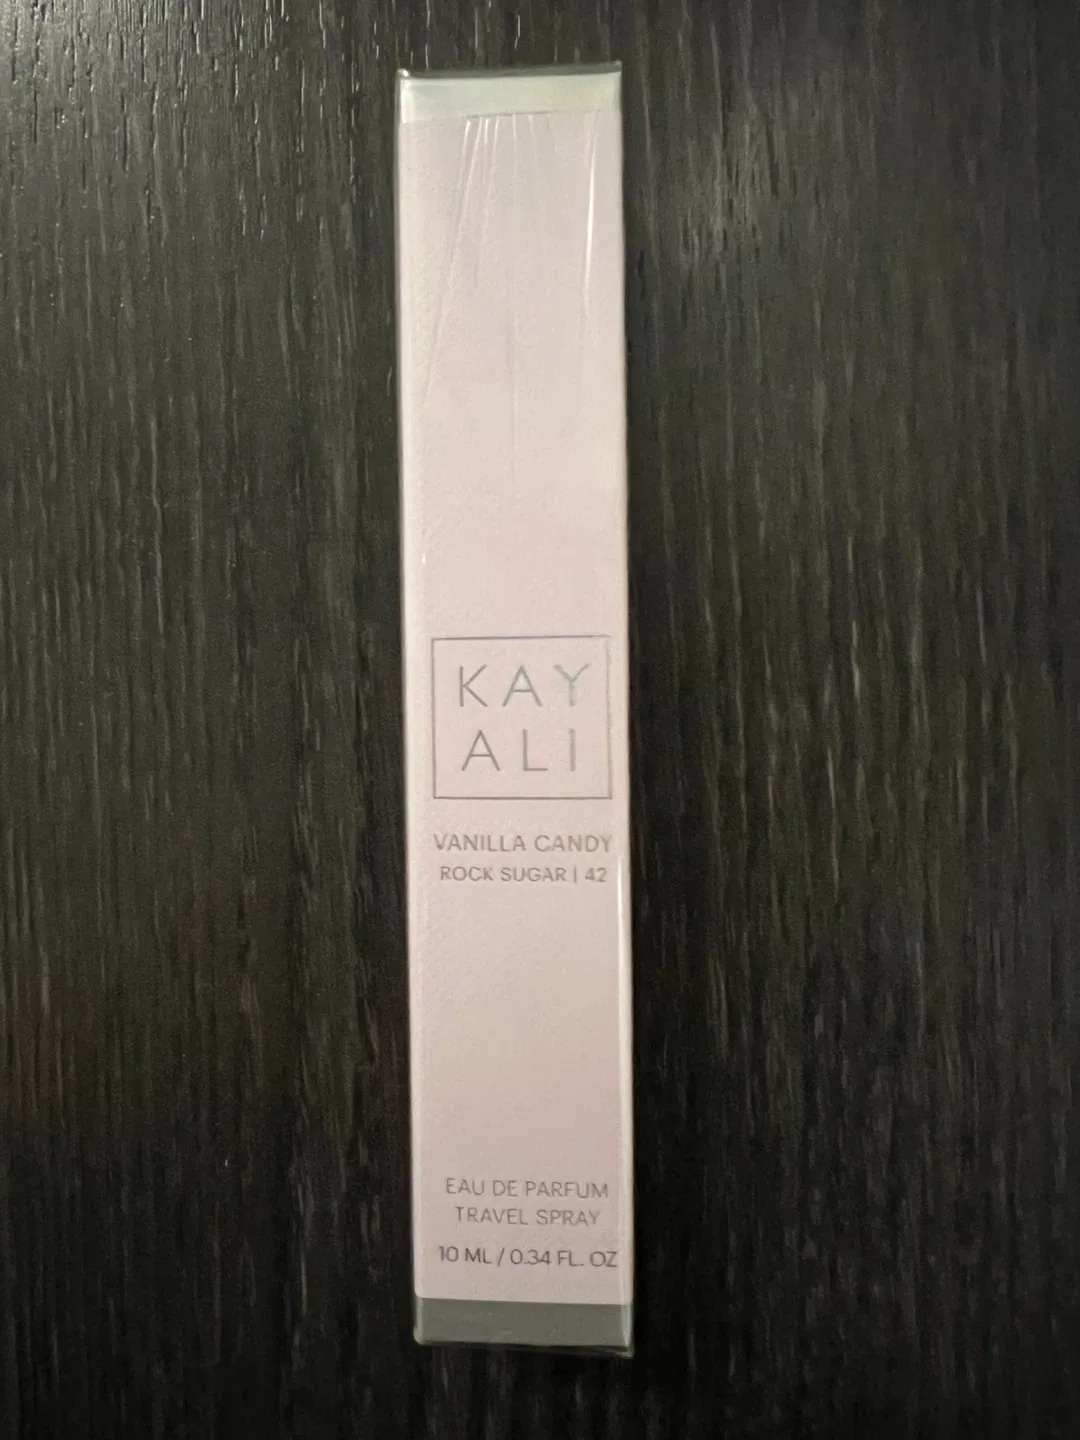 KAY
ALI
VANILLA CANDY
ROCK SUGAR | 42
EAU DE PARFUM
TRAVEL SPRAY
10 ML / 0.34 FL. OZ